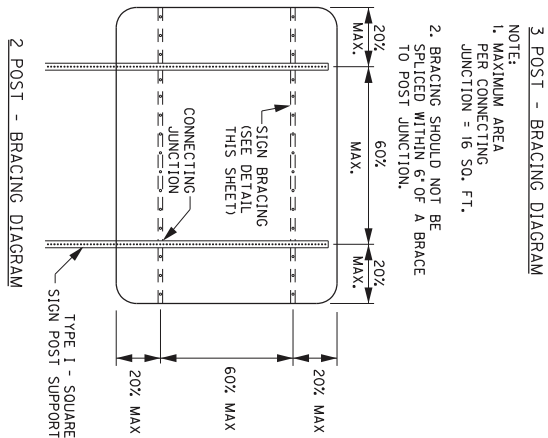 3 POST - BRACING DIAGRAM
NOTE:
1. MAXIMUM AREA
PER CONNECTING
JUNCTION = 16 SQ. FT.
2. BRACING SHOULD NOT BE
SPLICED WITHIN 6" OF A BRACE
TO POST JUNCTION.
20%
MAX.
60%
MAX.
20%
MAX.
SIGN BRACING
(SEE DETAIL
THIS SHEET)
CONNECTING
JUNCTION
20% MAX
60% MAX
20% MAX
TYPE I - SQUARE
SIGN POST SUPPORT
2 POST - BRACING DIAGRAM